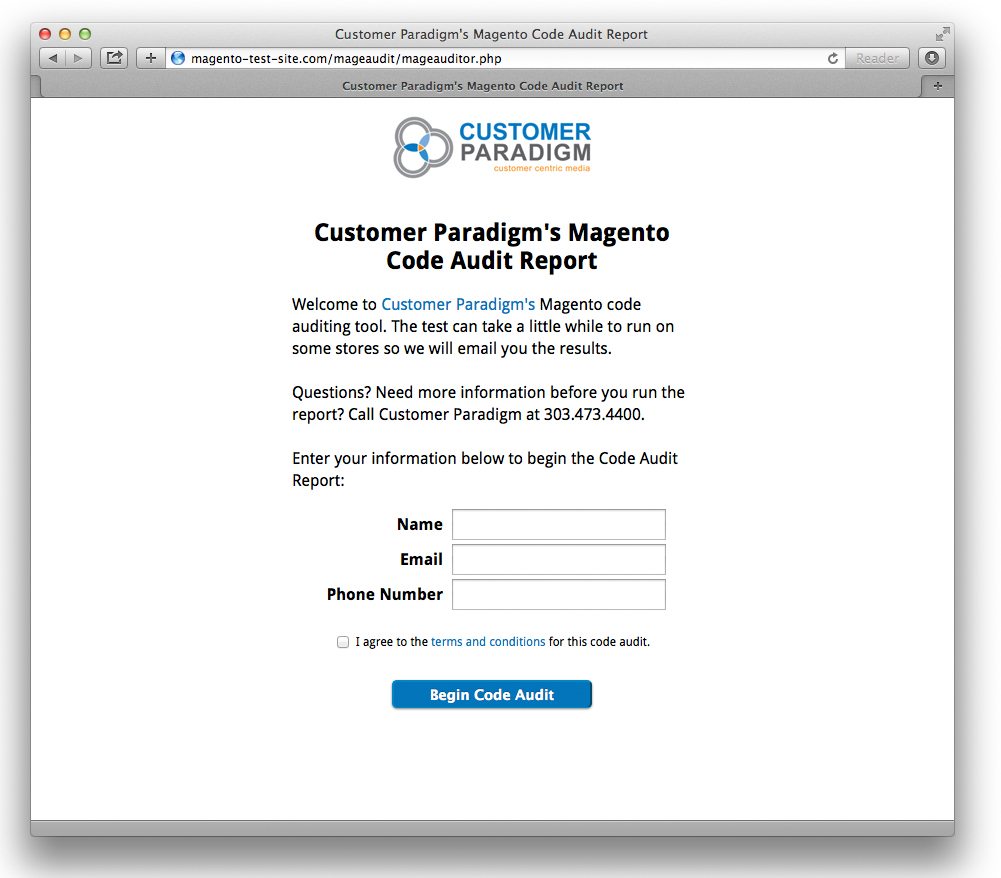 Customer Paradigm's Magento Code Audit Report
magento-test-site.com/mageaudit/mageauditor.php
Reader
Customer Paradigm's Magento Code Audit Report
CUSTOMER
PARADIGM
customer centric media
Customer Paradigm's Magento
Code Audit Report
Welcome to Customer Paradigm's Magento code
auditing tool. The test can take a little while to run on
some stores so we will email you the results.
Questions? Need more information before you run the
report? Call Customer Paradigm at 303.473.4400.
Enter your information below to begin the Code Audit
Report:
Name
Email
Phone Number
I agree to the terms and conditions for this code audit.
Begin Code Audit